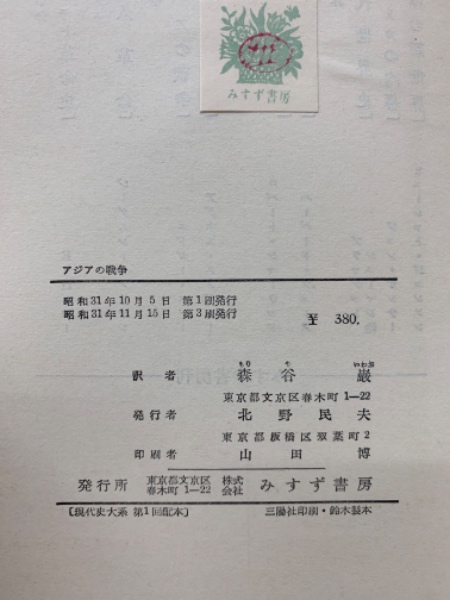 みすず書房
アジアの戦争
昭和31年10月5日 第1刷発行
昭和31年11月15日 第3刷発行
380.
もり や いわお
訳者 森谷 巌
東京都文京区春木町1—22
発行者 北野民夫
東京都板橋区双葉町2
印刷者 山田 博
発行所 東京都文京区春木町1—22 株式会社 みすず書房
〔現代史大系 第1回配本〕 三陽社印刷・鈴木製本